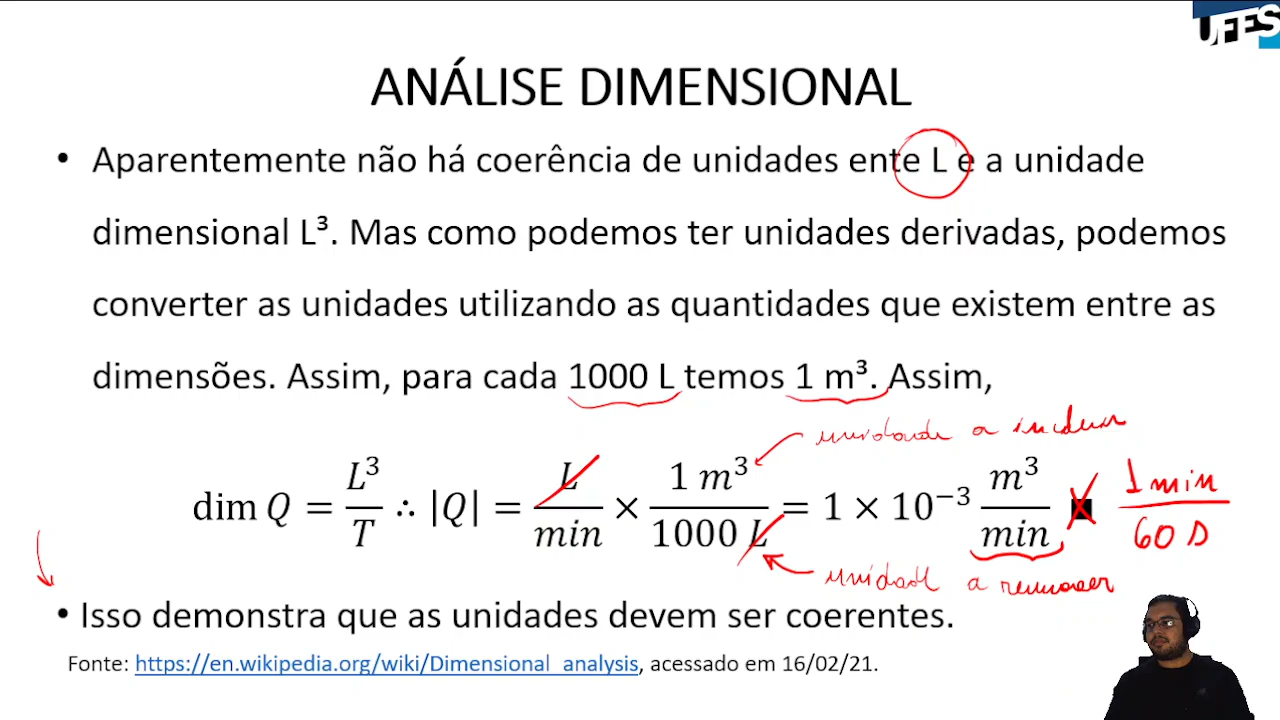 UFES
ANÁLISE DIMENSIONAL
• Aparentemente não há coerência de unidades ente L e a unidade
dimensional L³. Mas como podemos ter unidades derivadas, podemos
converter as unidades utilizando as quantidades que existem entre as
dimensões. Assim, para cada 1000 L temos 1 m³. Assim,
unidade a incluir
dim Q = L³/T ∴ |Q| = L/min × 1 m³/1000 L = 1 × 10⁻³ m³/min × 1 min/60 s
unidade a remover
• Isso demonstra que as unidades devem ser coerentes.
Fonte: https://en.wikipedia.org/wiki/Dimensional_analysis, acessado em 16/02/21.